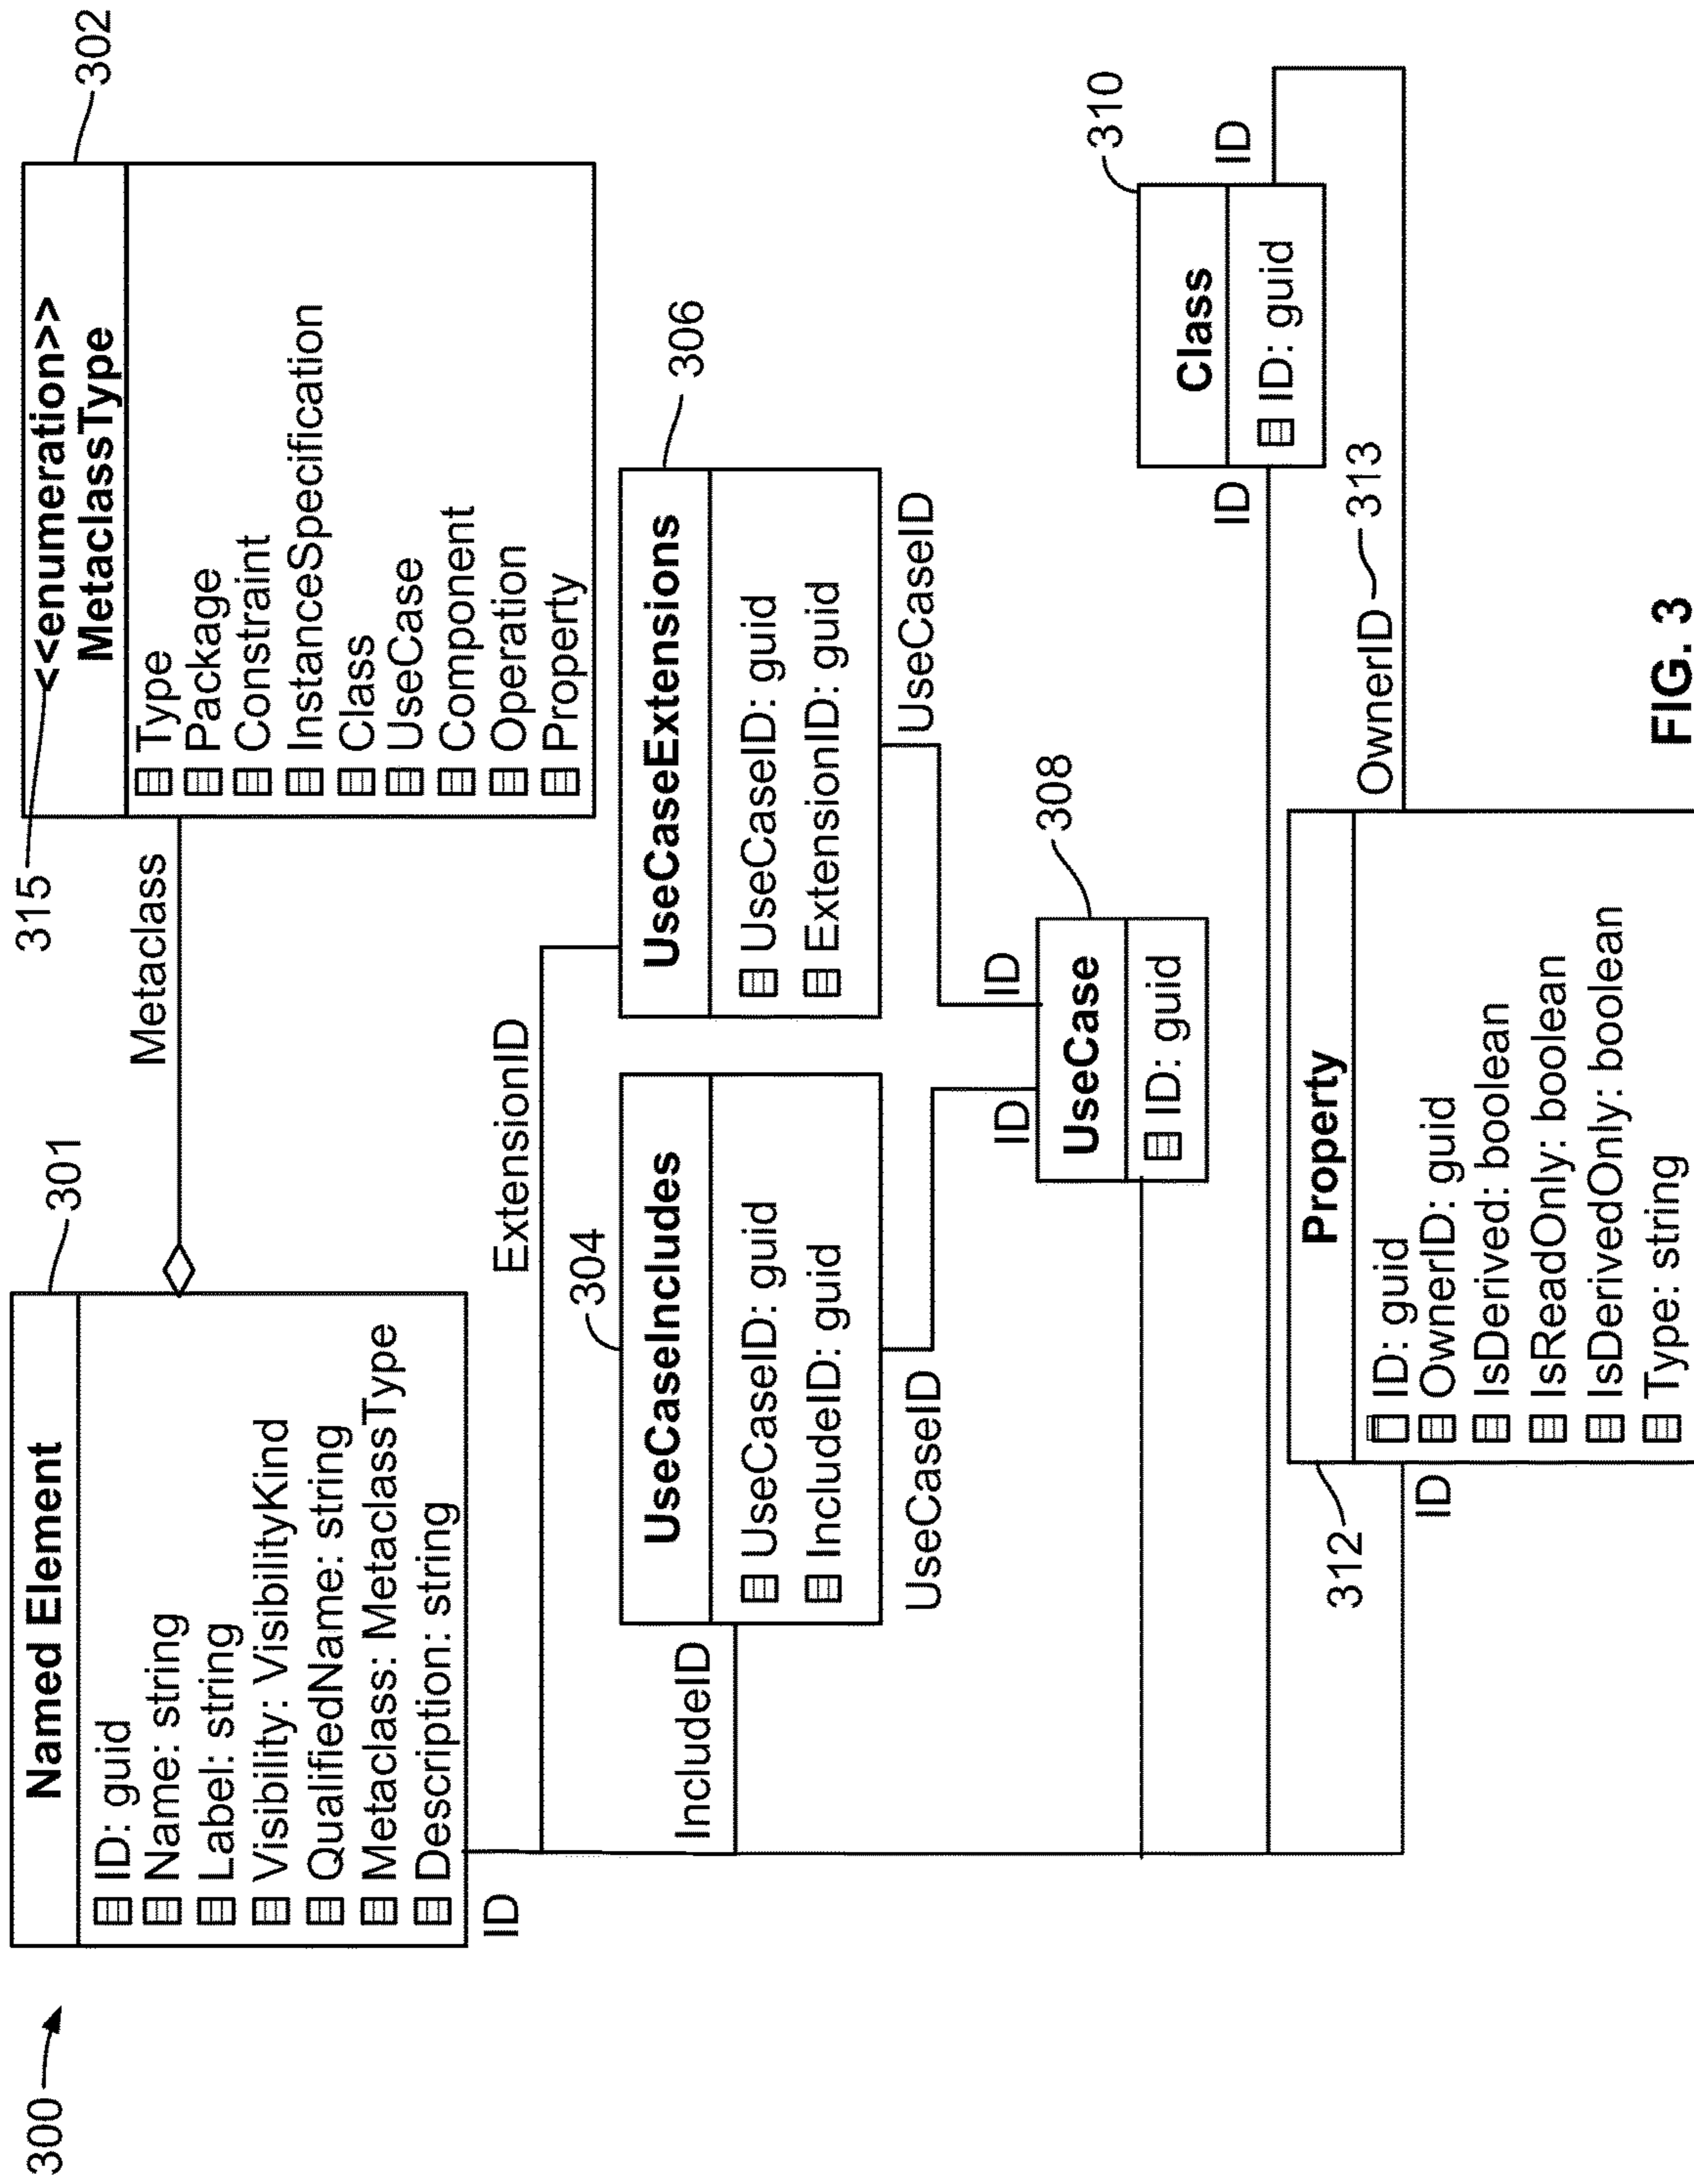 300
301
Named Element
ID: guid
Name: string
Label: string
Visibility: VisibilityKind
QualifiedName: string
Metaclass: MetaclassType
Description: string
ID
Metaclass
315
302
<<enumeration>>
MetaclassType
Type
Package
Constraint
InstanceSpecification
Class
UseCase
Component
Operation
Property
ExtensionID
IncludeID
304
UseCaseIncludes
UseCaseID: guid
IncludeID: guid
UseCaseID
306
UseCaseExtensions
UseCaseID: guid
ExtensionID: guid
UseCaseID
ID
ID
308
UseCase
ID: guid
310
Class
ID: guid
ID
ID
312
ID
Property
ID: guid
OwnerID: guid
IsDerived: boolean
IsReadOnly: boolean
IsDerivedOnly: boolean
Type: string
OwnerID
313
FIG. 3